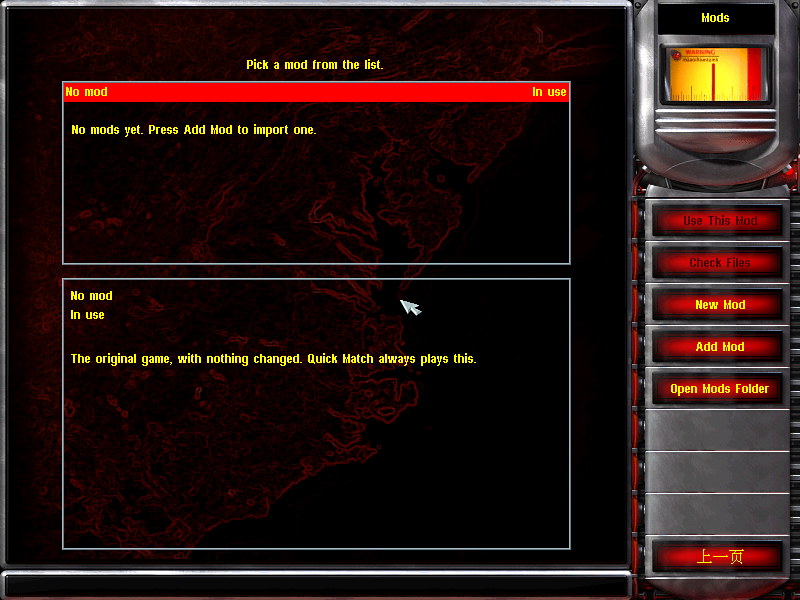 Mods
WARNING
Pick a mod from the list.
No mod In use
No mods yet. Press Add Mod to import one.
No mod
In use
The original game, with nothing changed. Quick Match always plays this.
Use This Mod
Check Files
New Mod
Add Mod
Open Mods Folder
上一页